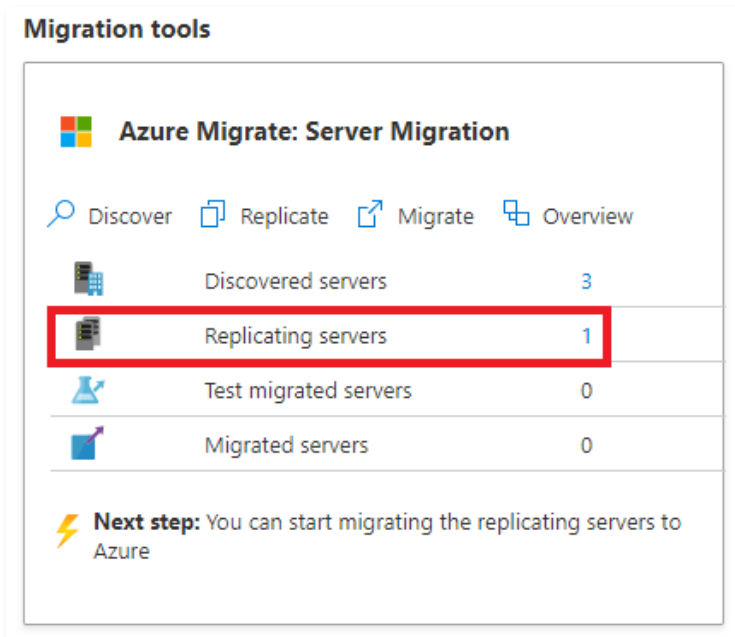 Migration tools
Azure Migrate: Server Migration
Discover Replicate Migrate Overview
Discovered servers 3
Replicating servers 1
Test migrated servers 0
Migrated servers 0
Next step: You can start migrating the replicating servers to
Azure